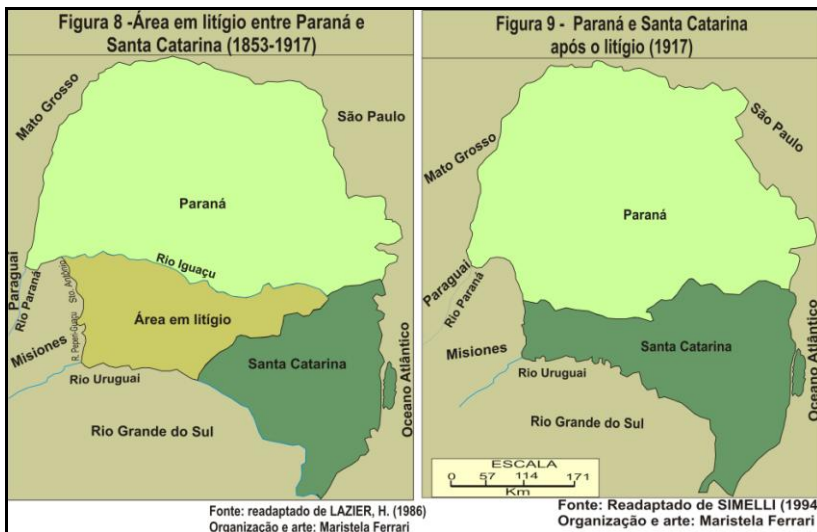 Figura 8 -Área em litígio entre Paraná e
Santa Catarina (1853-1917)
Mato Grosso
São Paulo
Paraná
Rio Iguaçu
Paraguai
Rio Paraná
Sto. Antônio
R. Peperi-Guaçu
Área em litígio
Misiones
Santa Catarina
Oceano Atlântico
Rio Uruguai
Rio Grande do Sul
Fonte: readaptado de LAZIER, H. (1986)
Organização e arte: Maristela Ferrari
Figura 9 - Paraná e Santa Catarina
após o litígio (1917)
Mato Grosso
São Paulo
Paraná
Paraguai
Rio Paraná
Misiones
Santa Catarina
Oceano Atlântico
Rio Uruguai
Rio Grande do Sul
ESCALA
0 57 114 171
Km
Fonte: Readaptado de SIMELLI (1994
Organização e arte: Maristela Ferrari